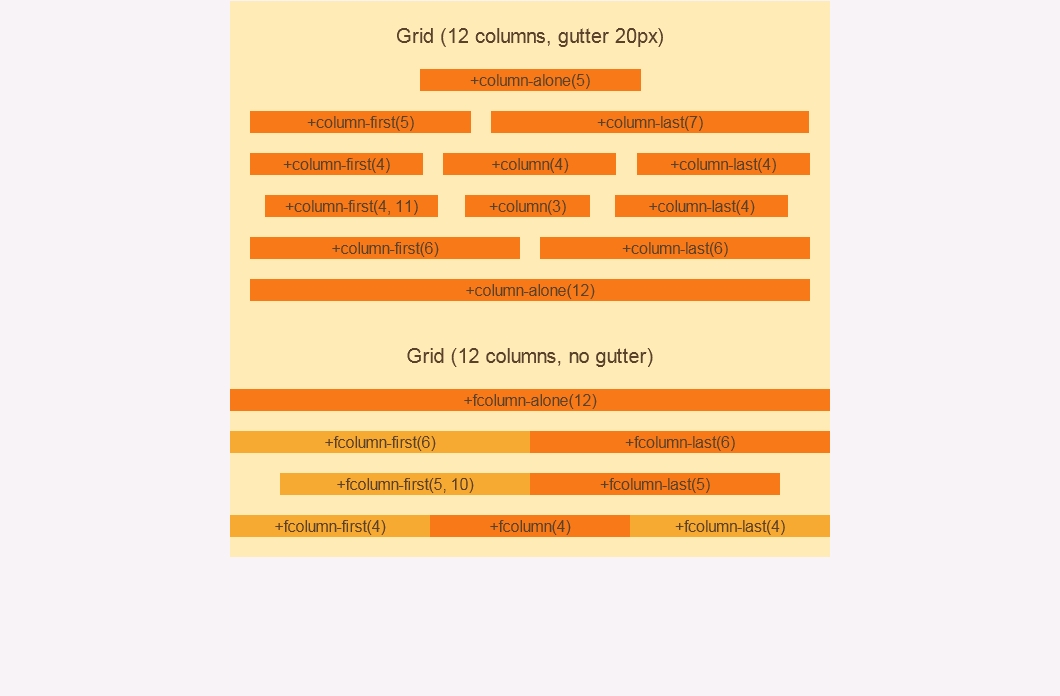 Grid (12 columns, gutter 20px)
+column-alone(5)
+column-first(5) +column-last(7)
+column-first(4) +column(4) +column-last(4)
+column-first(4, 11) +column(3) +column-last(4)
+column-first(6) +column-last(6)
+column-alone(12)
Grid (12 columns, no gutter)
+fcolumn-alone(12)
+fcolumn-first(6) +fcolumn-last(6)
+fcolumn-first(5, 10) +fcolumn-last(5)
+fcolumn-first(4) +fcolumn(4) +fcolumn-last(4)